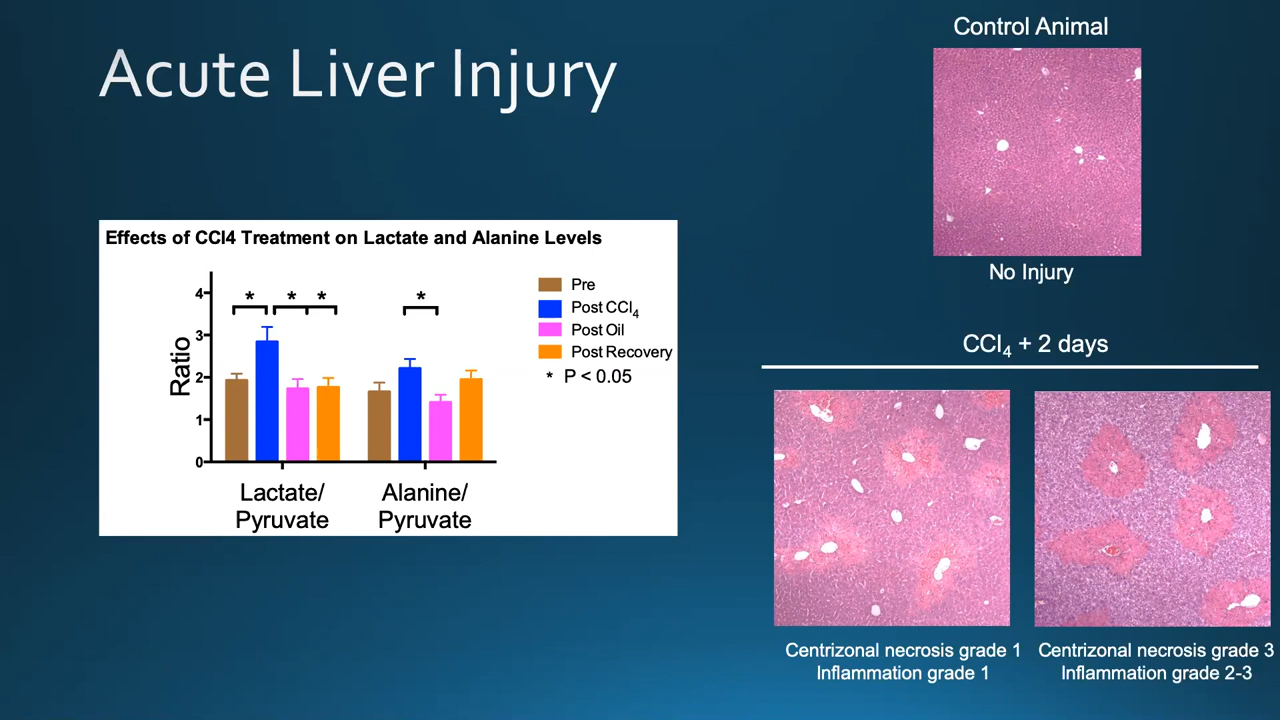 Acute Liver Injury
Effects of CCl4 Treatment on Lactate and Alanine Levels
Ratio
4
3
2
1
0
* * * *
Pre
Post CCl4
Post Oil
Post Recovery
* P < 0.05
Lactate/
Pyruvate
Alanine/
Pyruvate
Control Animal
No Injury
CCl4 + 2 days
Centrizonal necrosis grade 1
Inflammation grade 1
Centrizonal necrosis grade 3
Inflammation grade 2-3